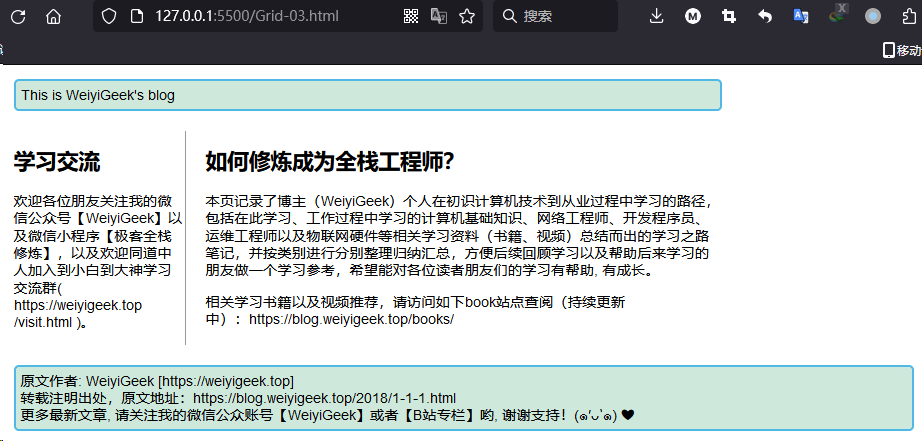 127.0.0.1:5500/Grid-03.html
搜索
移动
This is WeiyiGeek's blog
学习交流
欢迎各位朋友关注我的微
信公众号【WeiyiGeek】以
及微信小程序【极客全栈
修炼】，以及欢迎同道中
人加入到小白到大神学习
交流群(
https://weiyigeek.top
/visit.html )。
如何修炼成为全栈工程师？
本页记录了博主（WeiyiGeek）个人在初识计算机技术到从业过程中学习的路径，
包括在此学习、工作过程中学习的计算机基础知识、网络工程师、开发程序员、
运维工程师以及物联网硬件等相关学习资料（书籍、视频）总结而出的学习之路
笔记，并按类别进行分别整理归纳汇总，方便后续回顾学习以及帮助后来学习的
朋友做一个学习参考，希望能对各位读者朋友们的学习有帮助, 有成长。
相关学习书籍以及视频推荐，请访问如下book站点查阅（持续更新
中）：https://blog.weiyigeek.top/books/
原文作者: WeiyiGeek [https://weiyigeek.top]
转载注明出处，原文地址：https://blog.weiyigeek.top/2018/1-1-1.html
更多最新文章, 请关注我的微信公众账号【WeiyiGeek】或者【B站专栏】哟, 谢谢支持！(๑′ᴗ‵๑) ❤